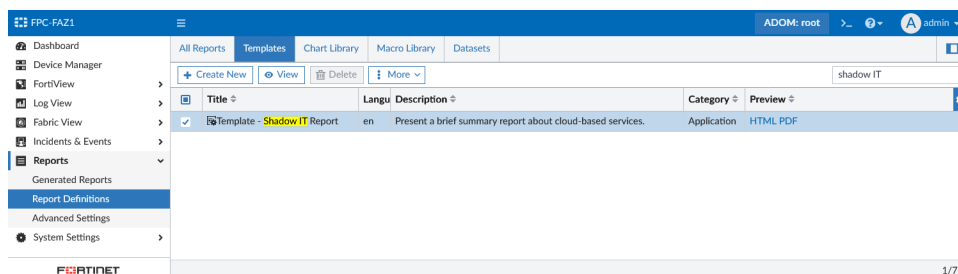 FPC-FAZ1
ADOM: root
>_
?
A
admin
Dashboard
Device Manager
FortiView
Log View
Fabric View
Incidents & Events
Reports
Generated Reports
Report Definitions
Advanced Settings
System Settings
FORTINET
All Reports Templates Chart Library Macro Library Datasets
+ Create New View Delete More
shadow IT
Title Langu Description Category Preview
Template - Shadow IT Report en Present a brief summary report about cloud-based services. Application HTML PDF
1/7